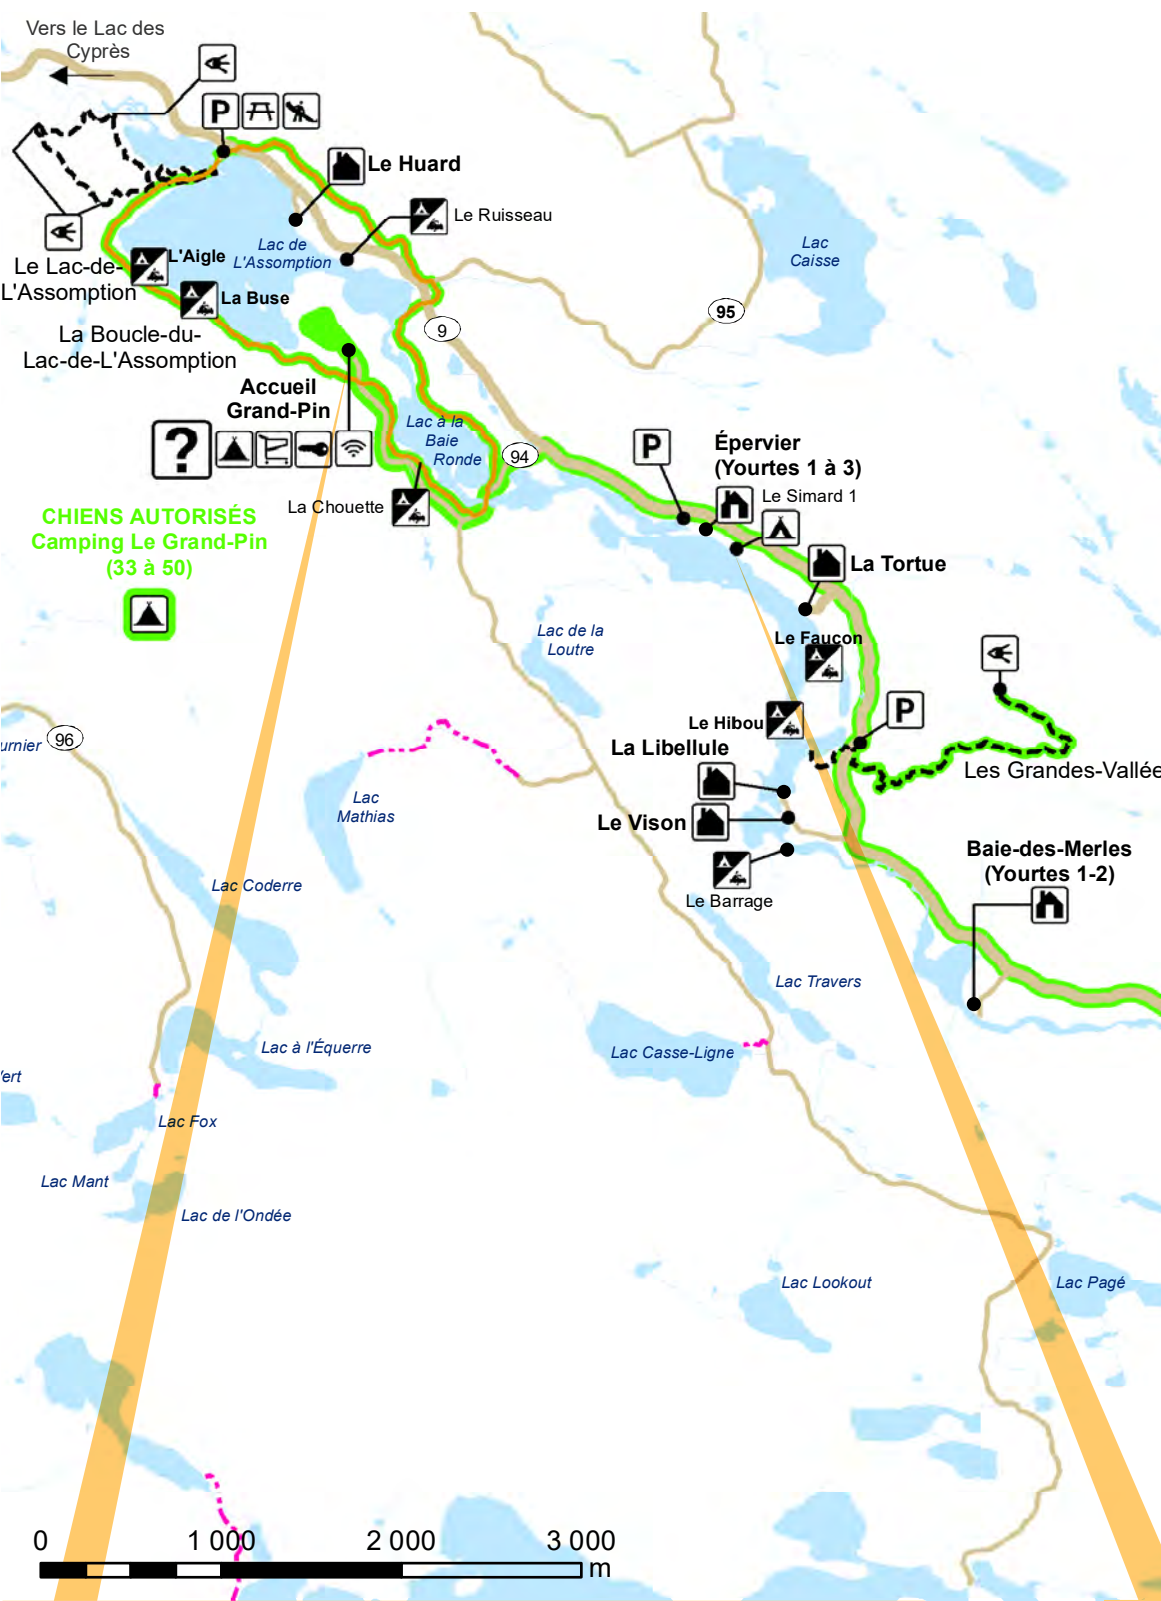 Vers le Lac des
Cyprès
P
Le Huard
Le Ruisseau
Lac de
L'Assomption
Lac
Caisse
L'Aigle
Le Lac-de-
L'Assomption
La Buse
95
9
La Boucle-du-
Lac-de-L'Assomption
Accueil
Grand-Pin
?
Lac à la
Baie
Ronde
94
P
Épervier
(Yourtes 1 à 3)
Le Simard 1
La Chouette
CHIENS AUTORISÉS
Camping Le Grand-Pin
(33 à 50)
La Tortue
Lac de la
Loutre
Le Faucon
P
Le Hibou
96
urnier
La Libellule
Les Grandes-Vallée
Lac
Mathias
Le Vison
Baie-des-Merles
(Yourtes 1-2)
Lac Coderre
Le Barrage
Lac Travers
Lac à l'Équerre
Lac Casse-Ligne
Lac Fox
Lac Mant
Lac de l'Ondée
Lac Lookout
Lac Pagé
0 1 000 2 000 3 000
m